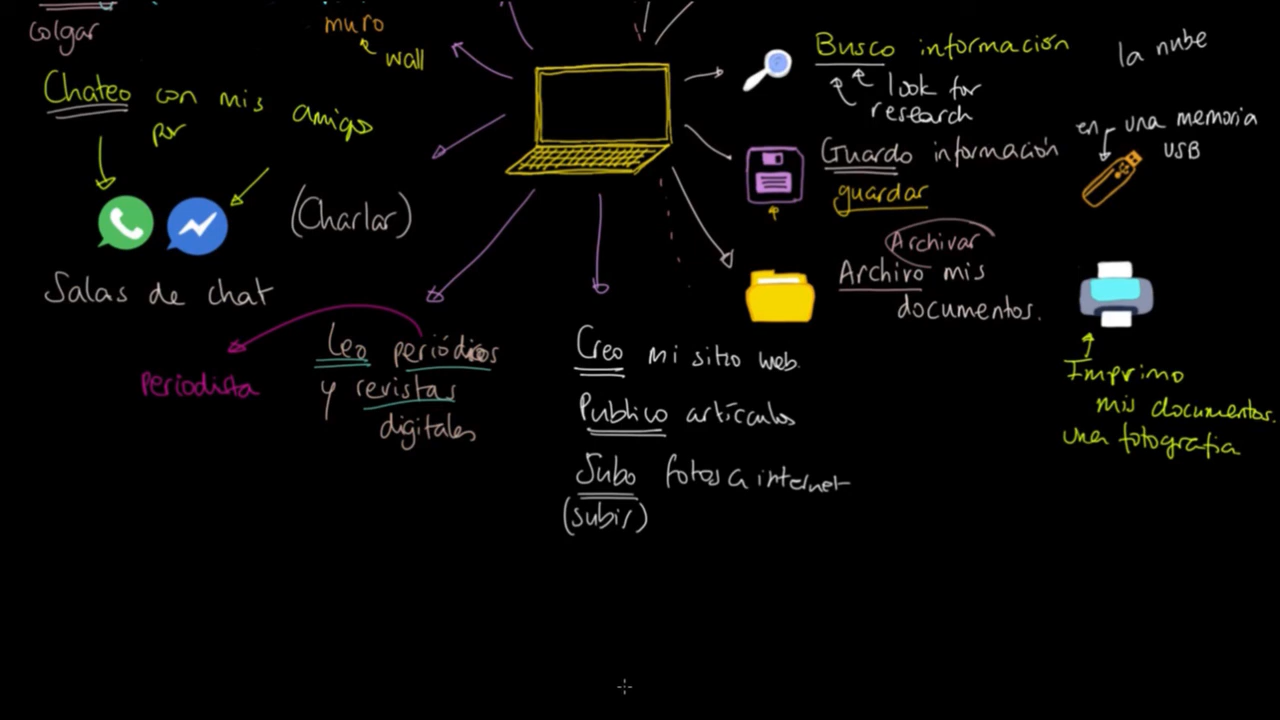 colgar
muro
wall
Chateo con mis amigos
por
(Charlar)
Salas de chat
Periodista
Leo periódicos
y revistas
digitales
Creo mi sitio web.
Publico artículos
Subo fotos a internet
(subir)
Busco información
look for
research
la nube
Guardo información
guardar
en una memoria
USB
Archivar
Archivo mis
documentos.
Imprimo
mis documentos.
una fotografia